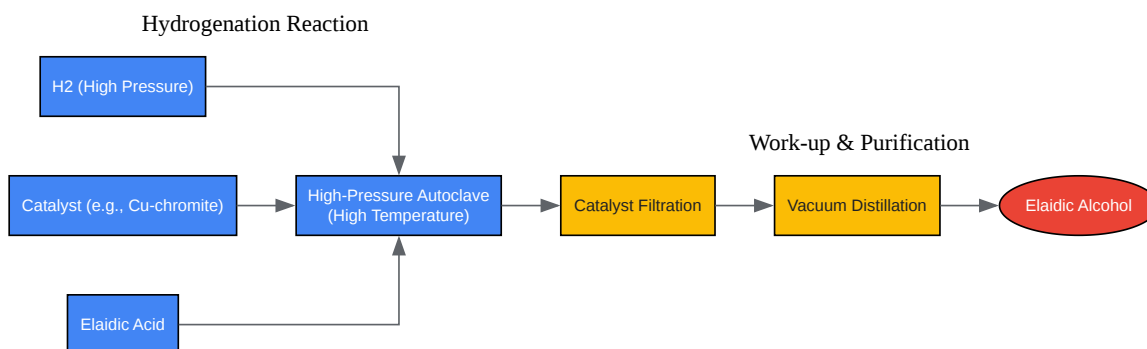 Hydrogenation Reaction
H2 (High Pressure)
Work-up & Purification
Catalyst (e.g., Cu-chromite)
High-Pressure Autoclave
(High Temperature)
Catalyst Filtration
Vacuum Distillation
Elaidic Alcohol
Elaidic Acid